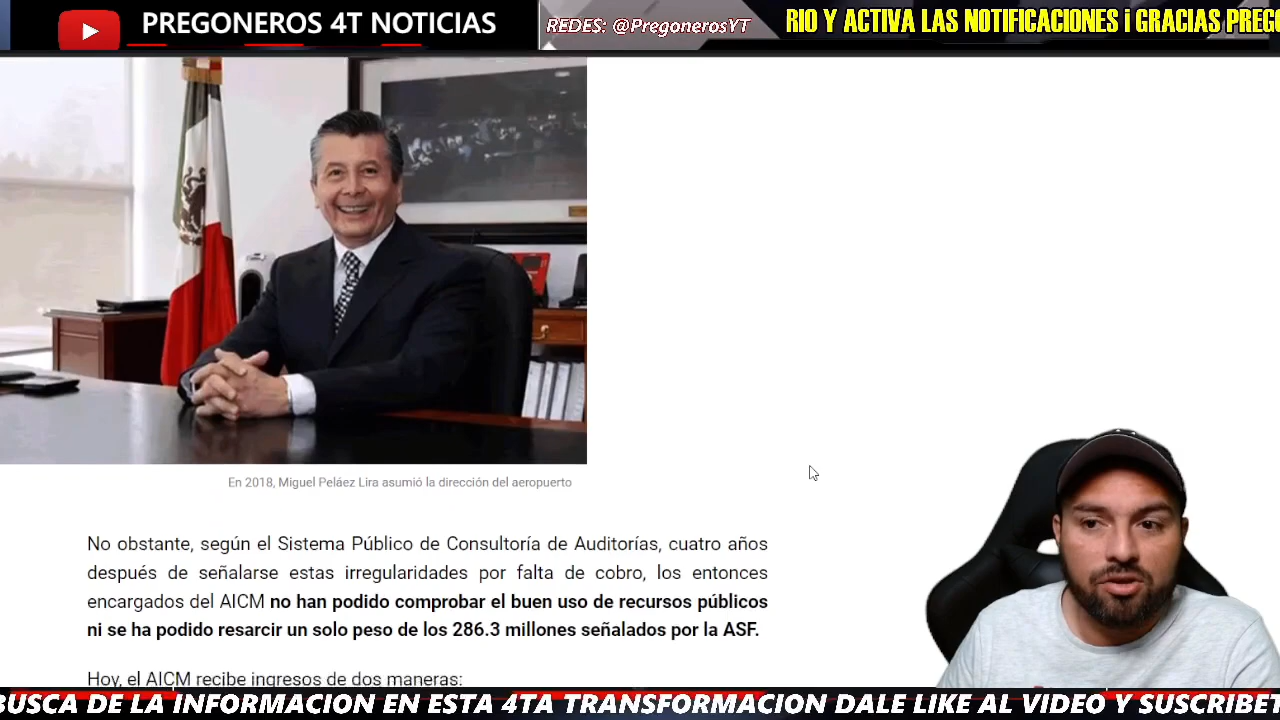 PREGONEROS 4T NOTICIAS
REDES: @PregonerosYT
RIO Y ACTIVA LAS NOTIFICACIONES ¡ GRACIAS PREGO
En 2018, Miguel Peláez Lira asumió la dirección del aeropuerto
No obstante, según el Sistema Público de Consultoría de Auditorías, cuatro años
después de señalarse estas irregularidades por falta de cobro, los entonces
encargados del AICM no han podido comprobar el buen uso de recursos públicos
ni se ha podido resarcir un solo peso de los 286.3 millones señalados por la ASF.
Hoy, el AICM recibe ingresos de dos maneras:
BUSCA DE LA INFORMACION EN ESTA 4TA TRANSFORMACION DALE LIKE AL VIDEO Y SUSCRIBET